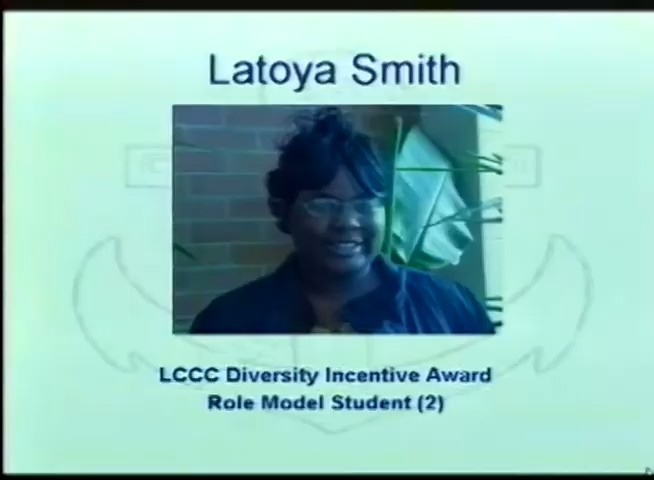 Latoya Smith
LCCC Diversity Incentive Award
Role Model Student (2)